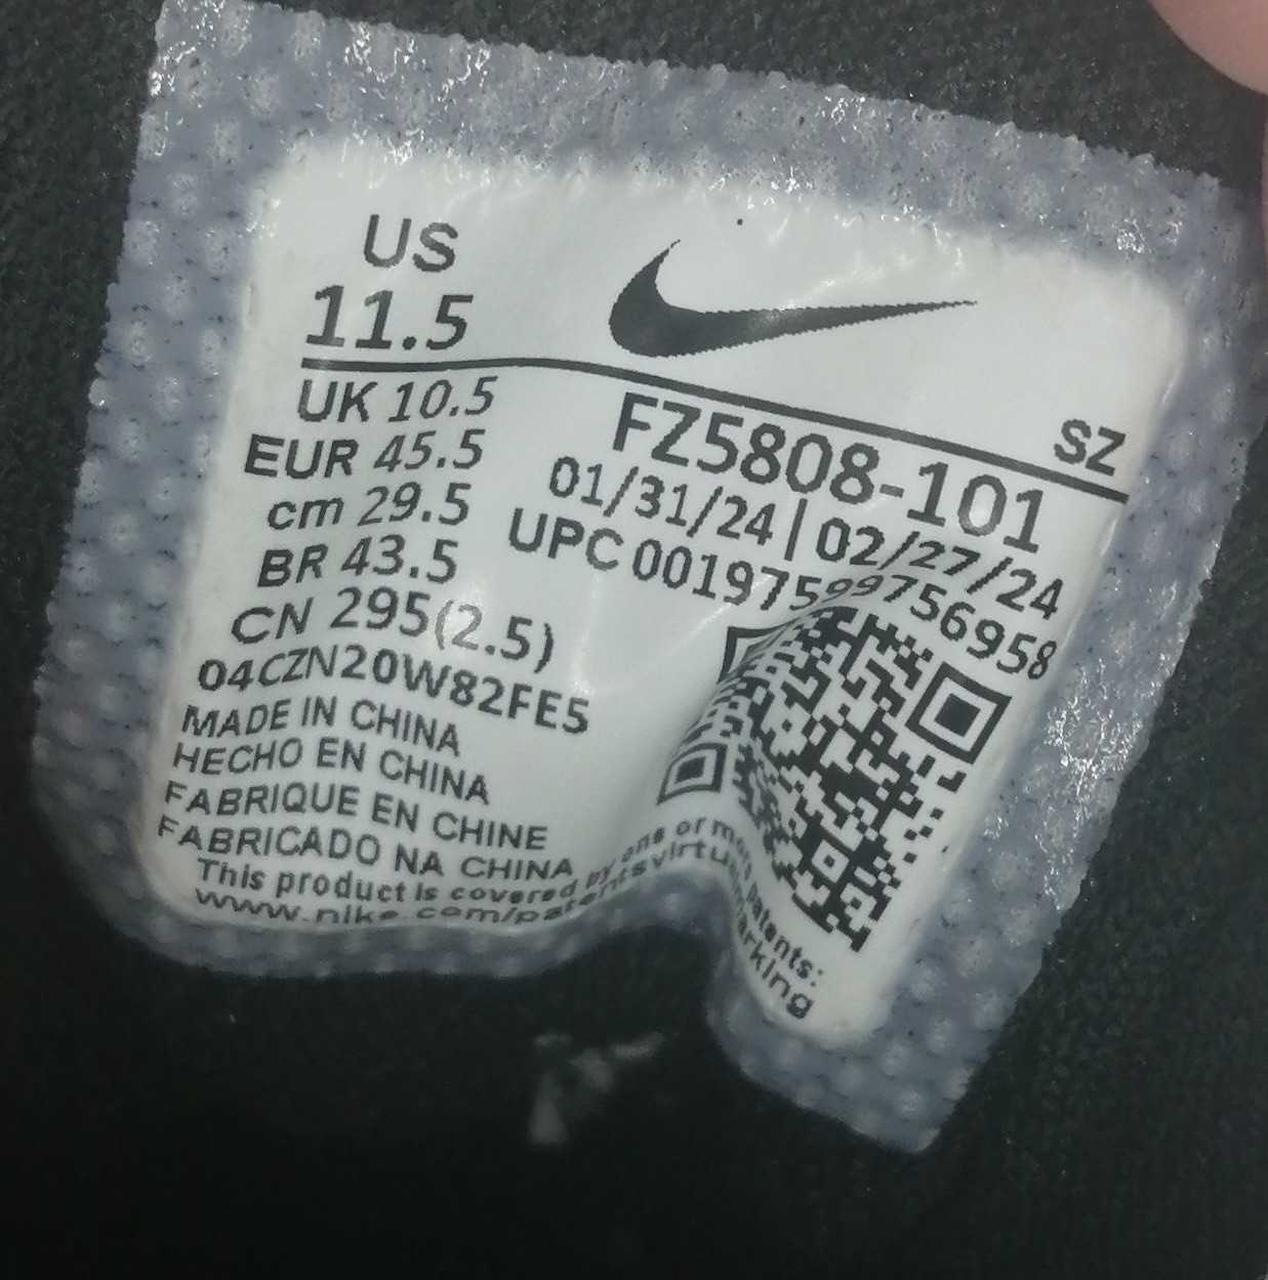 US
11.5
UK 10.5
EUR 45.5
cm 29.5
BR 43.5
CN 295(2.5)
04CZN20W82FE5
MADE IN CHINA
HECHO EN CHINA
FABRIQUE EN CHINE
FABRICADO NA CHINA
This product is covered by one or more patents:
www.nike.com/patentsvirtualmarking
SZ
FZ5808-101
01/31/24|02/27/24
UPC